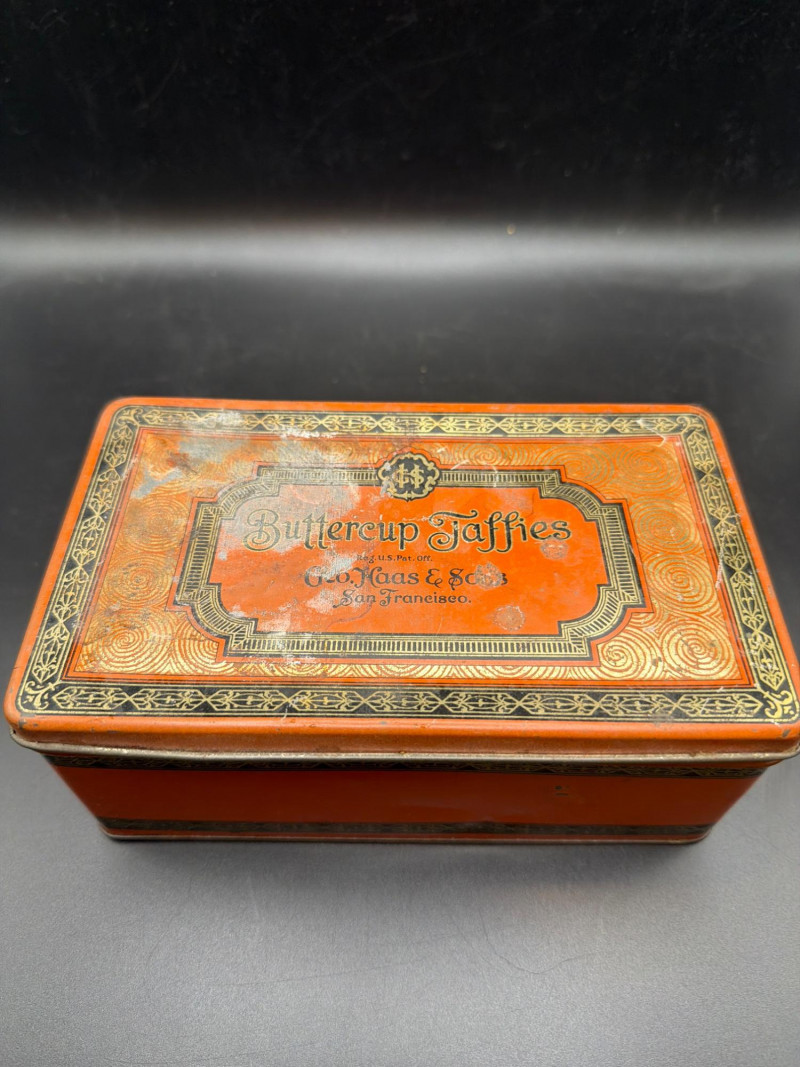 Buttercup Taffies
Reg. U.S. Pat. Off.
Geo. Haas & Sons
San Francisco.